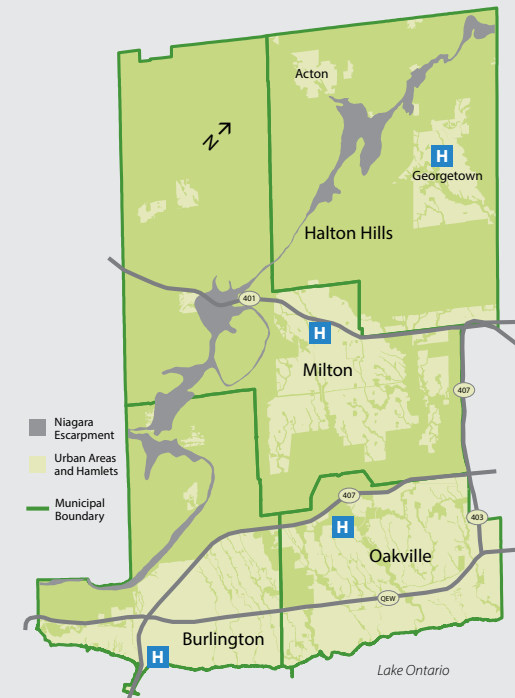 Acton
N
H
Georgetown
Halton Hills
401
H
Milton
407
Niagara
Escarpment
Urban Areas
and Hamlets
Municipal
Boundary
407
403
H
Oakville
QEW
Burlington
H
Lake Ontario